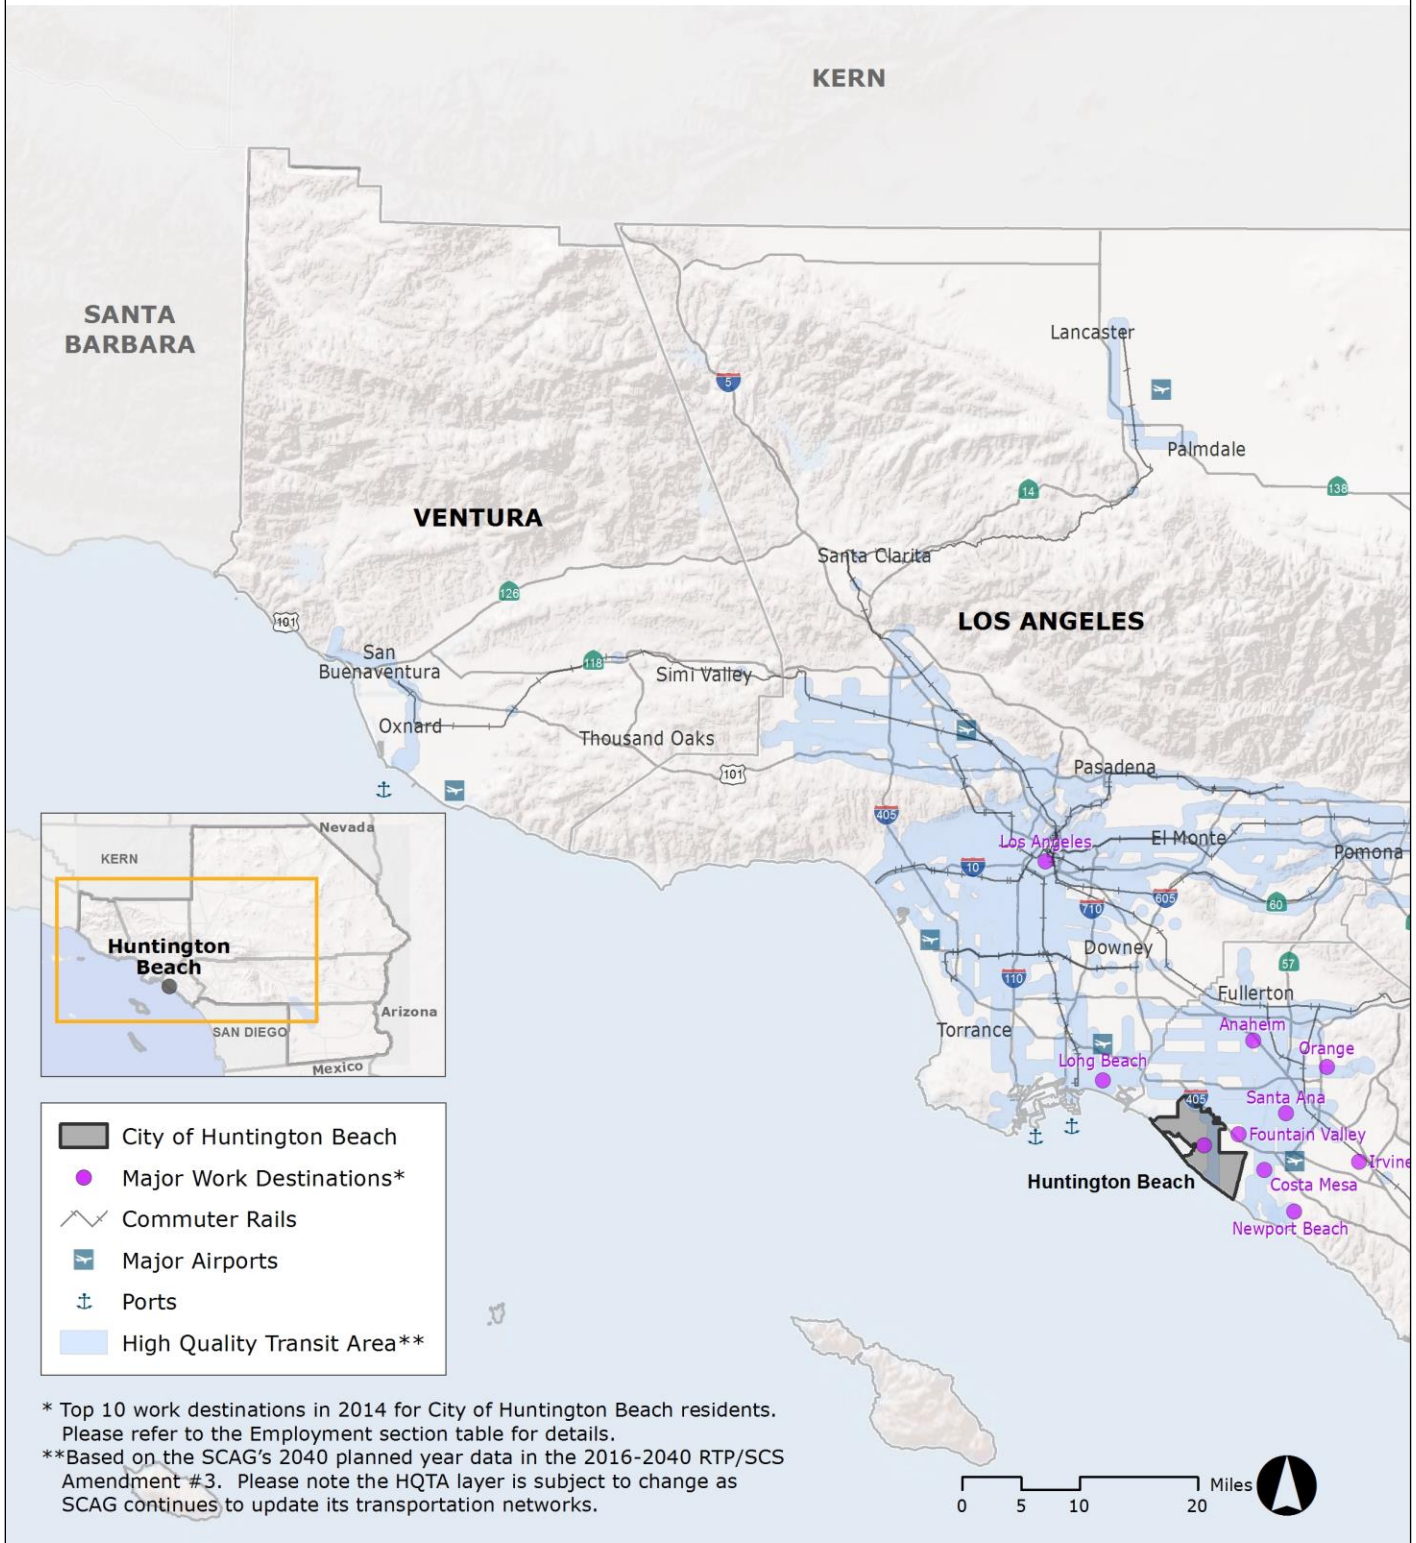 KERN
SANTA
BARBARA
Lancaster
5
Palmdale
14
138
VENTURA
Santa Clarita
126
LOS ANGELES
101
San
Buenaventura
118
Simi Valley
Oxnard
Thousand Oaks
101
Pasadena
405
Los Angeles
El Monte
Pomona
10
710
605
60
Downey
57
110
Fullerton
Torrance
Anaheim
Orange
Long Beach
405
Santa Ana
Fountain Valley
Irvine
Huntington Beach
Costa Mesa
Newport Beach
Nevada
KERN
Huntington
Beach
Arizona
SAN DIEGO
Mexico
City of Huntington Beach
Major Work Destinations*
Commuter Rails
Major Airports
Ports
High Quality Transit Area**
* Top 10 work destinations in 2014 for City of Huntington Beach residents.
Please refer to the Employment section table for details.
**Based on the SCAG's 2040 planned year data in the 2016-2040 RTP/SCS
Amendment #3. Please note the HQTA layer is subject to change as
SCAG continues to update its transportation networks.
Miles
0 5 10 20